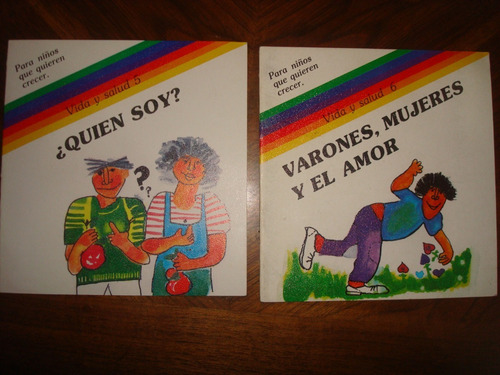 Para niños
que quieren
crecer.
Vida y salud 5
¿QUIEN SOY?
??
Para niños
que quieren
crecer.
Vida y salud 6
VARONES, MUJERES
Y EL AMOR